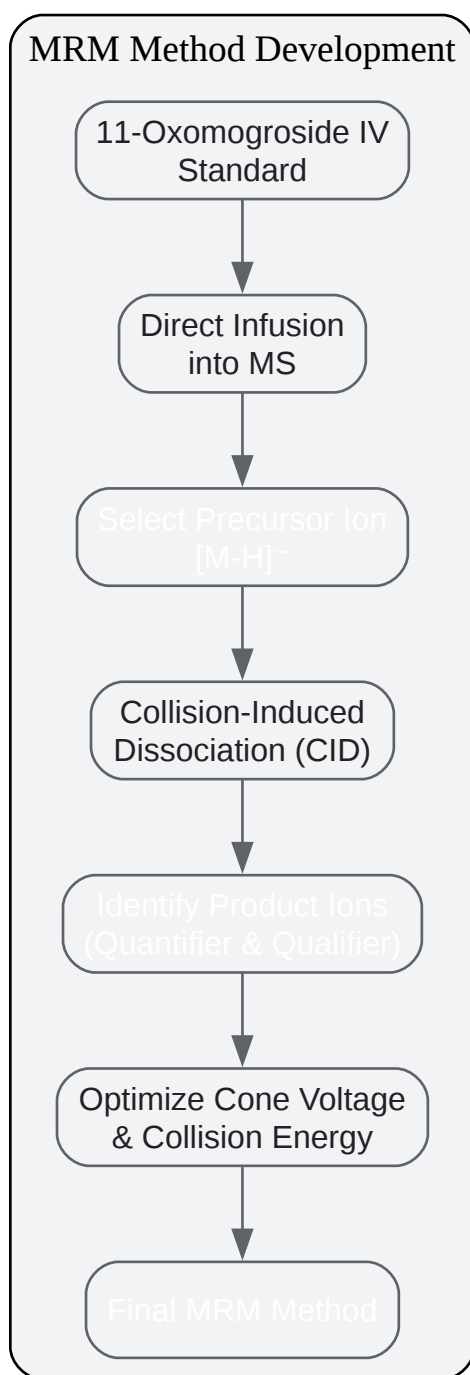 MRM Method Development
11-Oxomogroside IV
Standard
Direct Infusion
into MS
Select Precursor Ion
[M-H]⁻
Collision-Induced
Dissociation (CID)
Identify Product Ions
(Quantifier & Qualifier)
Optimize Cone Voltage
& Collision Energy
Final MRM Method